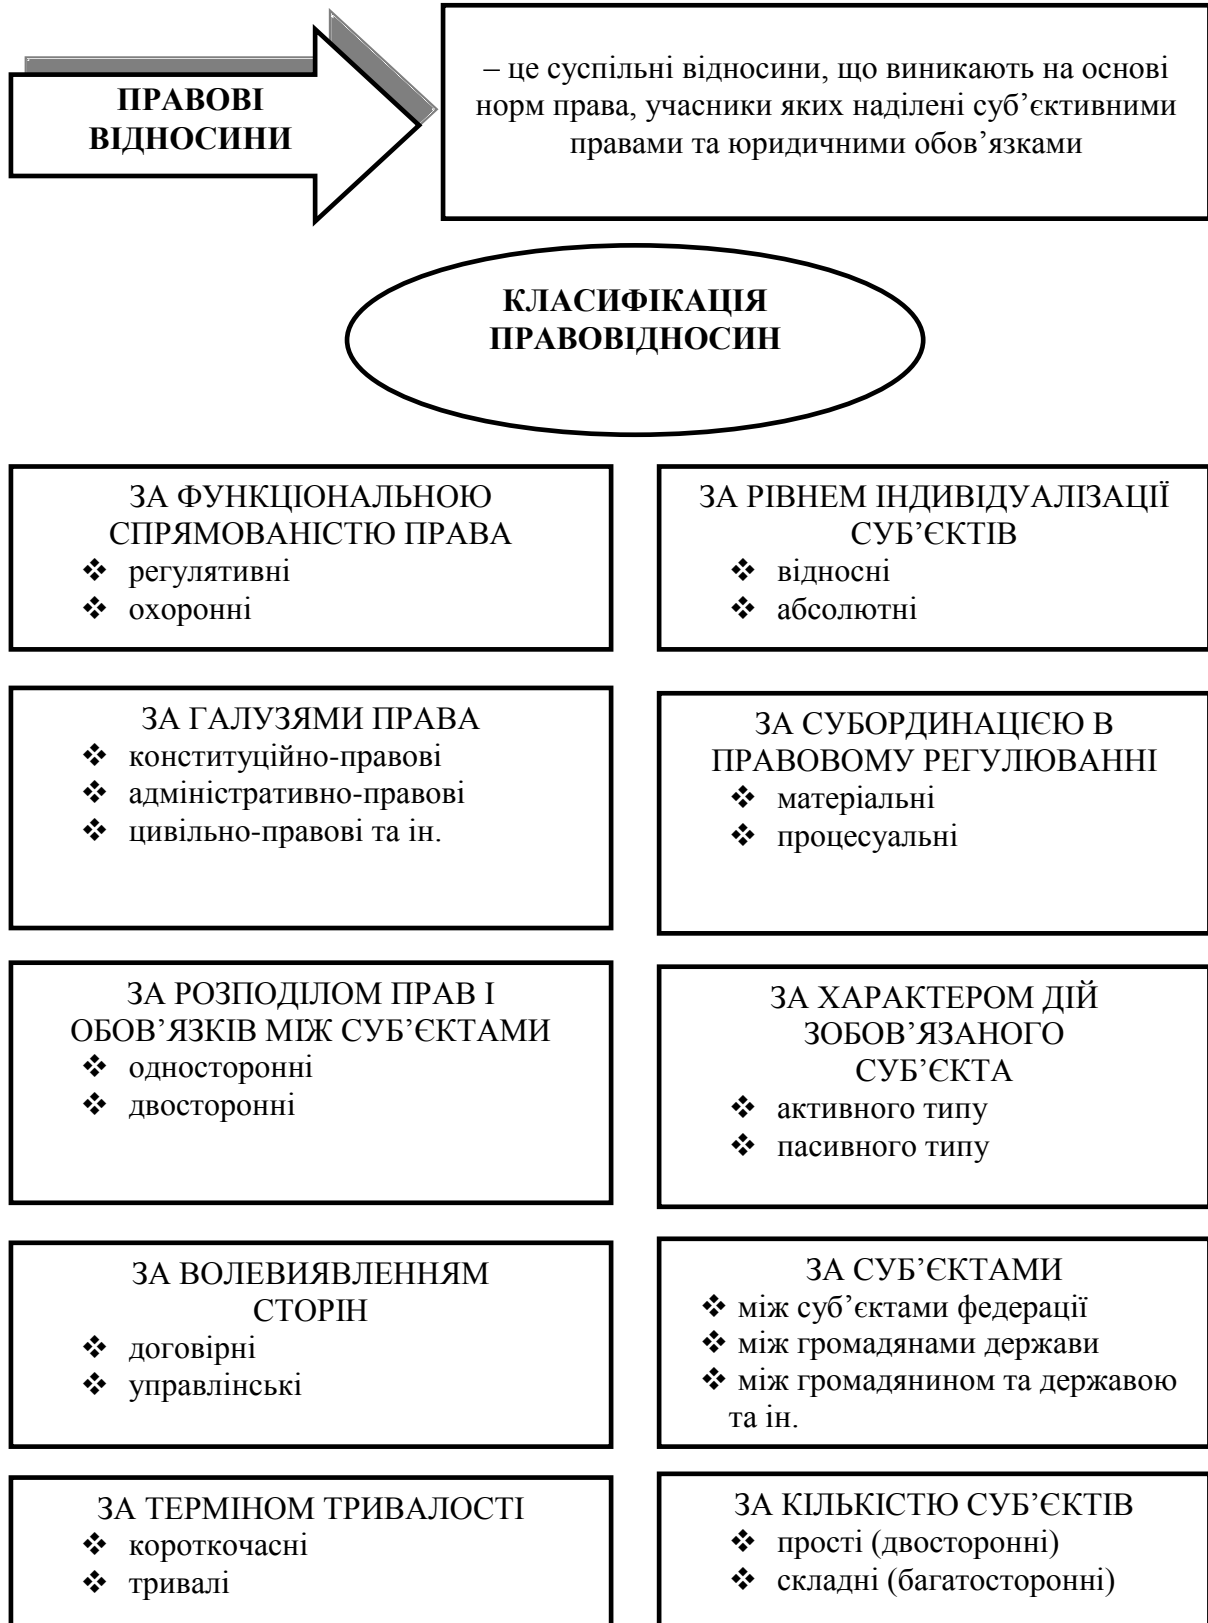 ПРАВОВІ
ВІДНОСИНИ
– це суспільні відносини, що виникають на основі
норм права, учасники яких наділені суб’єктивними
правами та юридичними обов’язками
КЛАСИФІКАЦІЯ
ПРАВОВІДНОСИН
ЗА ФУНКЦІОНАЛЬНОЮ
СПРЯМОВАНІСТЮ ПРАВА
❖ регулятивні
❖ охоронні
ЗА РІВНЕМ ІНДИВІДУАЛІЗАЦІЇ
СУБ’ЄКТІВ
❖ відносні
❖ абсолютні
ЗА ГАЛУЗЯМИ ПРАВА
❖ конституційно-правові
❖ адміністративно-правові
❖ цивільно-правові та ін.
ЗА СУБОРДИНАЦІЄЮ В
ПРАВОВОМУ РЕГУЛЮВАННІ
❖ матеріальні
❖ процесуальні
ЗА РОЗПОДІЛОМ ПРАВ І
ОБОВ’ЯЗКІВ МІЖ СУБ’ЄКТАМИ
❖ односторонні
❖ двосторонні
ЗА ХАРАКТЕРОМ ДІЙ
ЗОБОВ’ЯЗАНОГО
СУБ’ЄКТА
❖ активного типу
❖ пасивного типу
ЗА ВОЛЕВИЯВЛЕННЯМ
СТОРІН
❖ договірні
❖ управлінські
ЗА СУБ’ЄКТАМИ
❖ між суб’єктами федерації
❖ між громадянами держави
❖ між громадянином та державою
та ін.
ЗА ТЕРМІНОМ ТРИВАЛОСТІ
❖ короткочасні
❖ тривалі
ЗА КІЛЬКІСТЮ СУБ’ЄКТІВ
❖ прості (двосторонні)
❖ складні (багатосторонні)